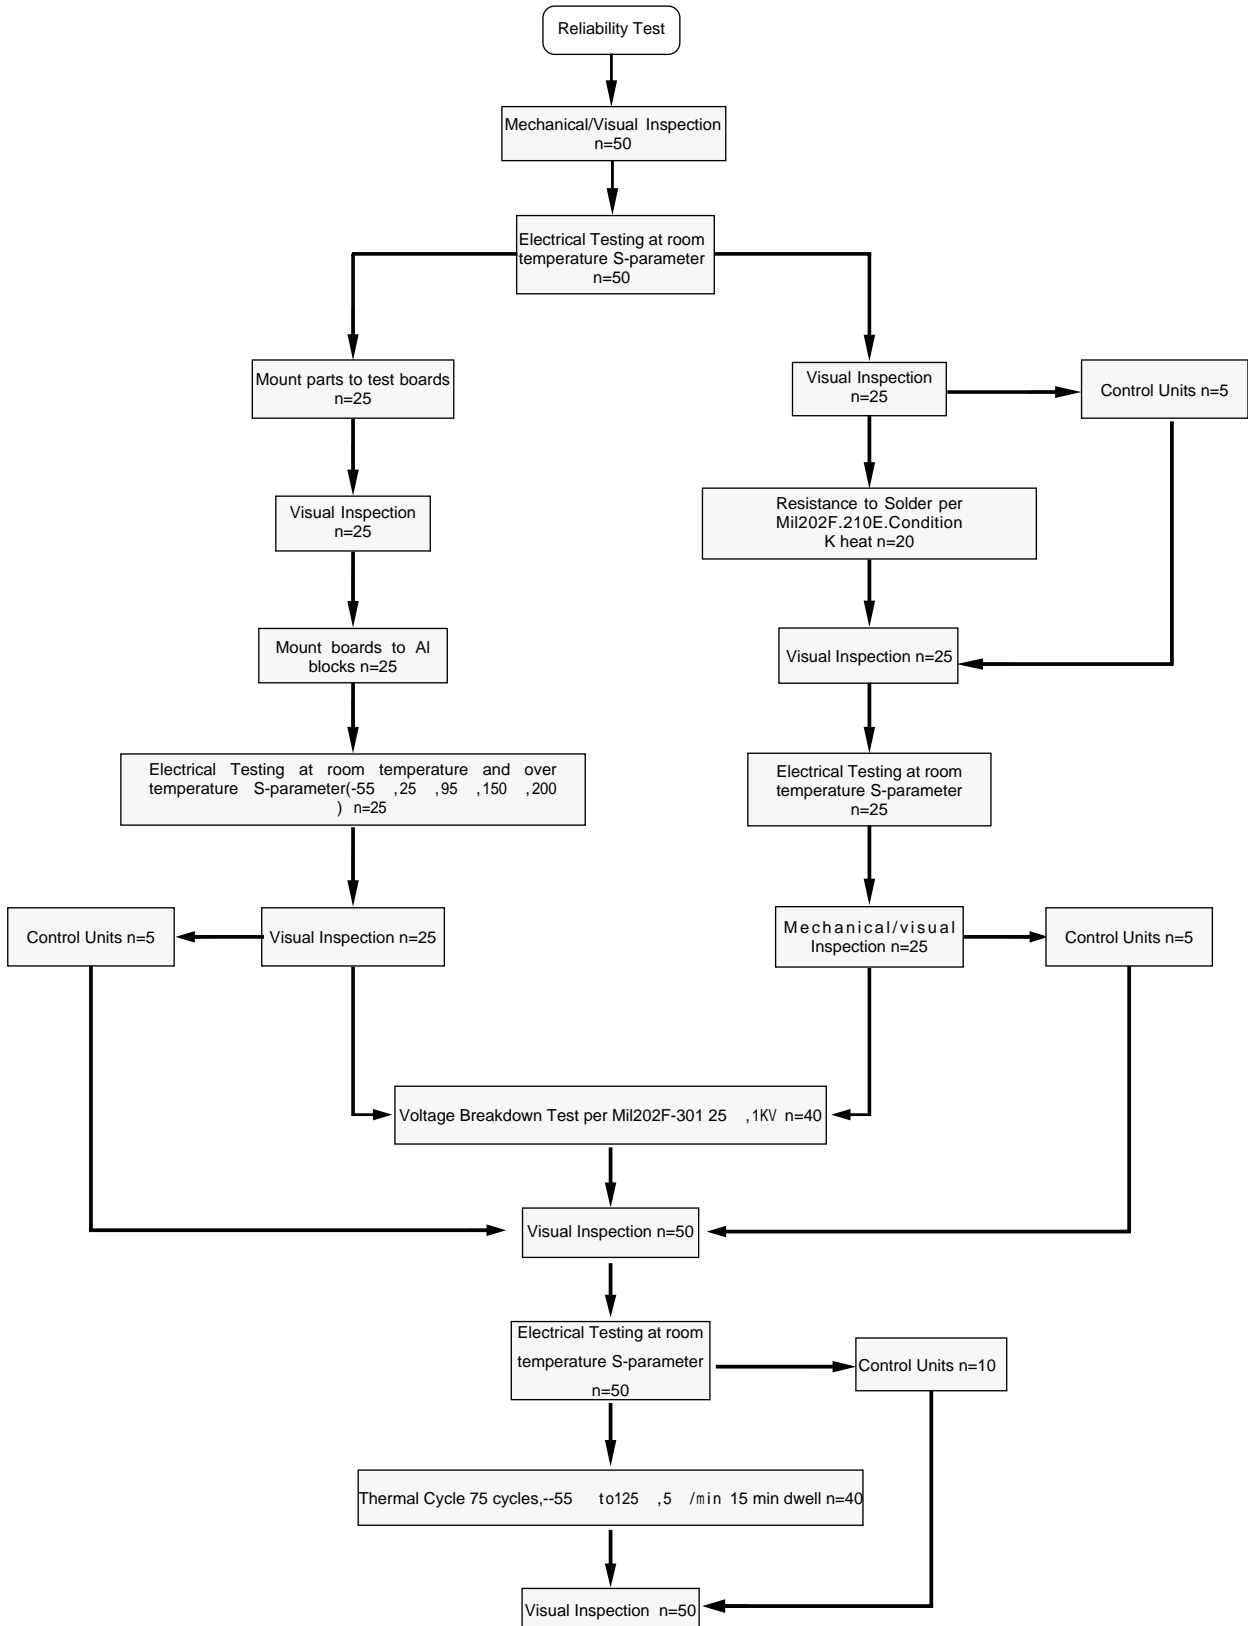 Reliability Test
Mechanical/Visual Inspection
n=50
Electrical Testing at room
temperature S-parameter
n=50
Mount parts to test boards
n=25
Visual Inspection
n=25
Control Units n=5
Visual Inspection
n=25
Resistance to Solder per
Mil202F.210E.Condition
K heat n=20
Mount boards to Al
blocks n=25
Visual Inspection n=25
Electrical Testing at room temperature and over
temperature S-parameter(-55 ,25 ,95 ,150 ,200
) n=25
Electrical Testing at room
temperature S-parameter
n=25
Control Units n=5
Visual Inspection n=25
Mechanical/visual
Inspection n=25
Control Units n=5
Voltage Breakdown Test per Mil202F-301 25 ,1KV n=40
Visual Inspection n=50
Electrical Testing at room
temperature S-parameter
n=50
Control Units n=10
Thermal Cycle 75 cycles,--55 to125 ,5 /min 15 min dwell n=40
Visual Inspection n=50